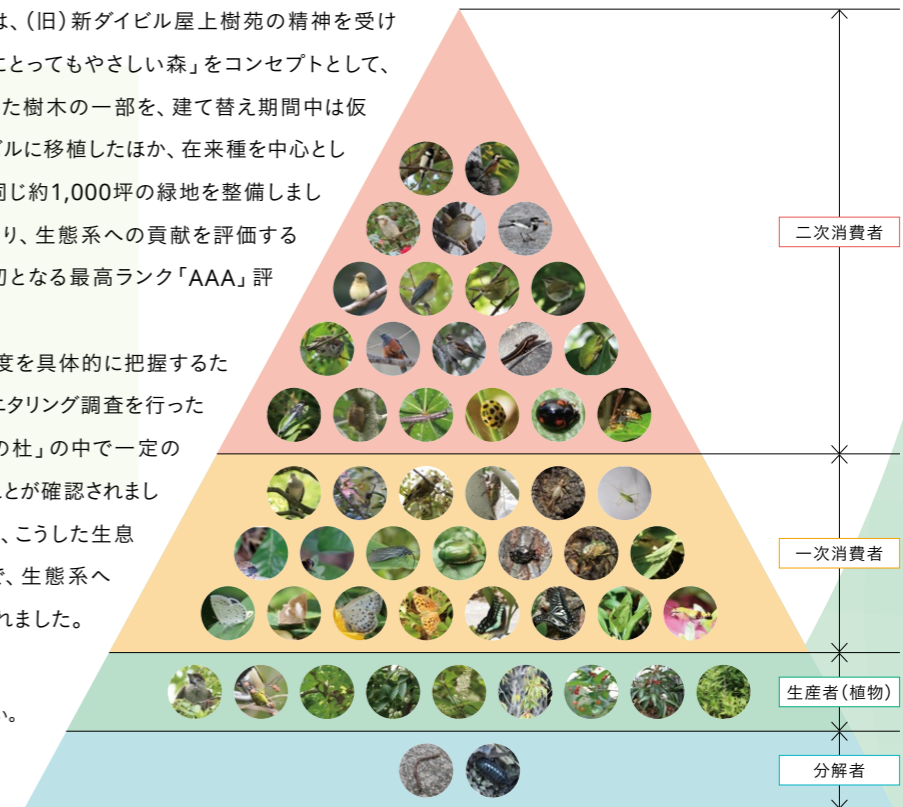 は、(旧)新ダイビル屋上樹苑の精神を受け
にとってもやさしい森」をコンセプトとして、
た樹木の一部を、建て替え期間中は仮
ルに移植したほか、在来種を中心とし
同じ約1,000坪の緑地を整備しまし
り、生態系への貢献を評価する
初となる最高ランク「AAA」評
度を具体的に把握するた
ニタリング調査を行った
の杜」の中で一定の
とが確認されまし
、こうした生息
で、生態系へ
れました。
い。
二次消費者
一次消費者
生産者(植物)
分解者